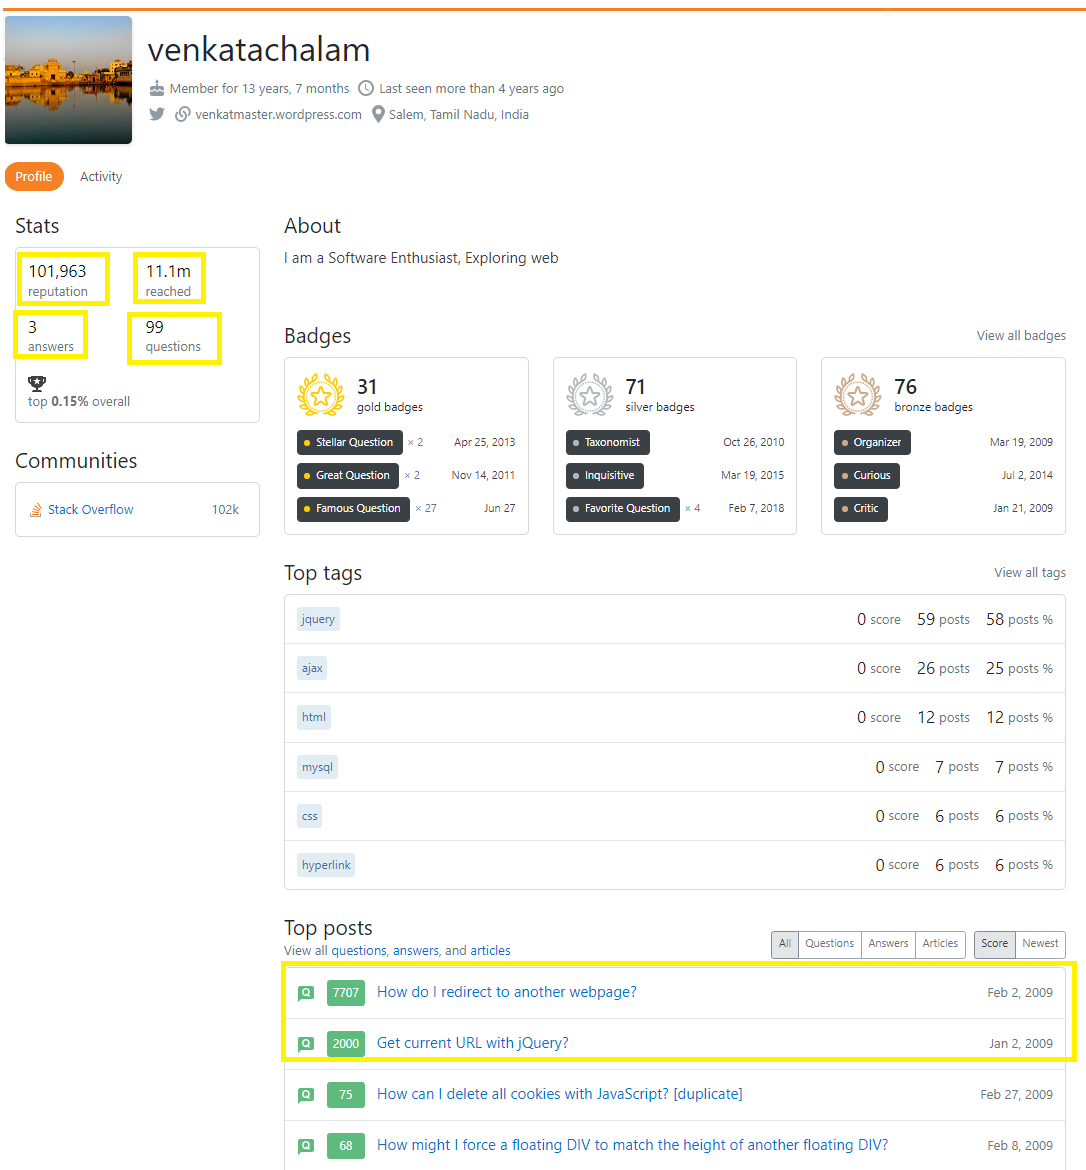 venkatachalam
Member for 13 years, 7 months Last seen more than 4 years ago
venkatmaster.wordpress.com Salem, Tamil Nadu, India
Profile Activity
Stats
101,963 11.1m
reputation reached
3 99
answers questions
top 0.15% overall
Communities
Stack Overflow 102k
About
I am a Software Enthusiast, Exploring web
Badges View all badges
31
gold badges
Stellar Question × 2 Apr 25, 2013
Great Question × 2 Nov 14, 2011
Famous Question × 27 Jun 27
71
silver badges
Taxonomist Oct 26, 2010
Inquisitive Mar 19, 2015
Favorite Question × 4 Feb 7, 2018
76
bronze badges
Organizer Mar 19, 2009
Curious Jul 2, 2014
Critic Jan 21, 2009
Top tags View all tags
jquery 0 score 59 posts 58 posts %
ajax 0 score 26 posts 25 posts %
html 0 score 12 posts 12 posts %
mysql 0 score 7 posts 7 posts %
css 0 score 6 posts 6 posts %
hyperlink 0 score 6 posts 6 posts %
Top posts
View all questions, answers, and articles All Questions Answers Articles Score Newest
Q 7707 How do I redirect to another webpage? Feb 2, 2009
Q 2000 Get current URL with jQuery? Jan 2, 2009
Q 75 How can I delete all cookies with JavaScript? [duplicate] Feb 27, 2009
Q 68 How might I force a floating DIV to match the height of another floating DIV? Feb 8, 2009